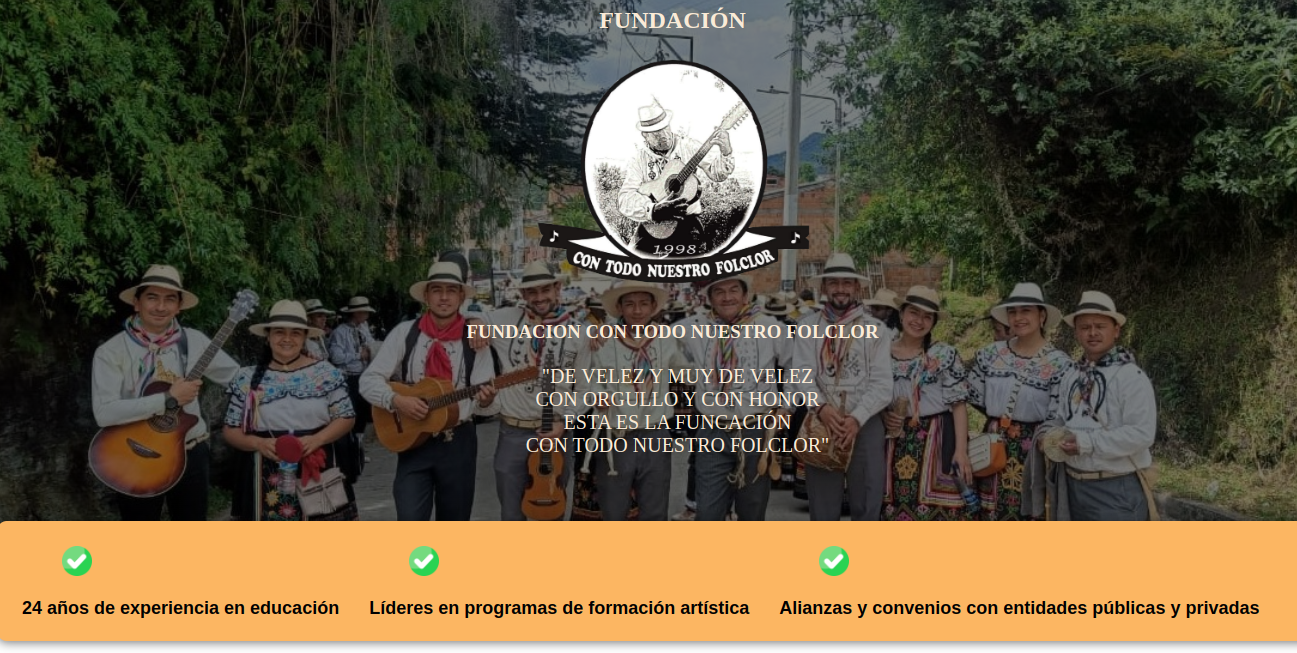 FUNDACIÓN
1998
CON TODO NUESTRO FOLCLOR
FUNDACION CON TODO NUESTRO FOLCLOR
"DE VELEZ Y MUY DE VELEZ
CON ORGULLO Y CON HONOR
ESTA ES LA FUNCACIÓN
CON TODO NUESTRO FOLCLOR"
24 años de experiencia en educación
Líderes en programas de formación artística
Alianzas y convenios con entidades públicas y privadas